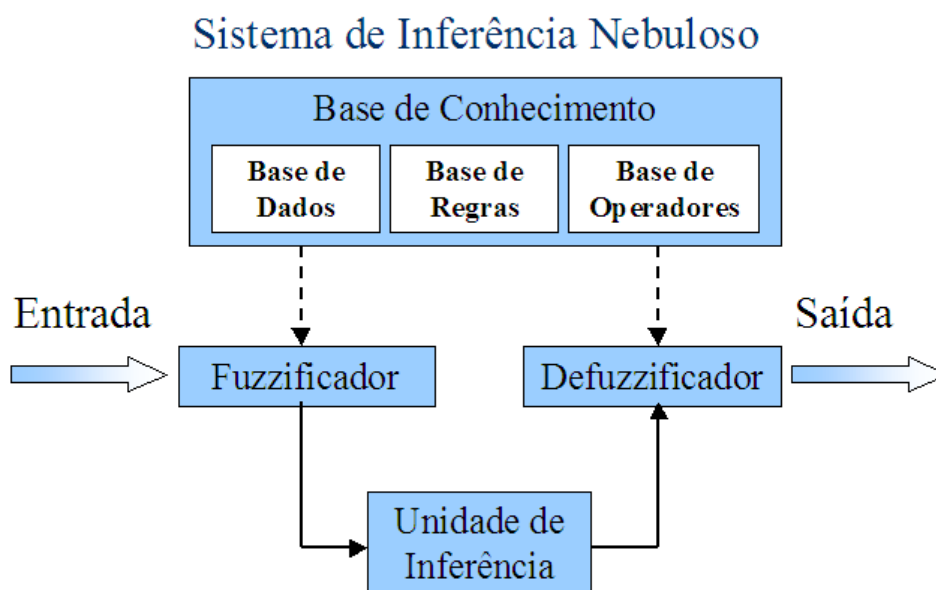 Sistema de Inferência Nebuloso
Base de Conhecimento
Base de
Dados
Base de
Regras
Base de
Operadores
Entrada
Saída
Fuzzificador
Defuzzificador
Unidade de
Inferência